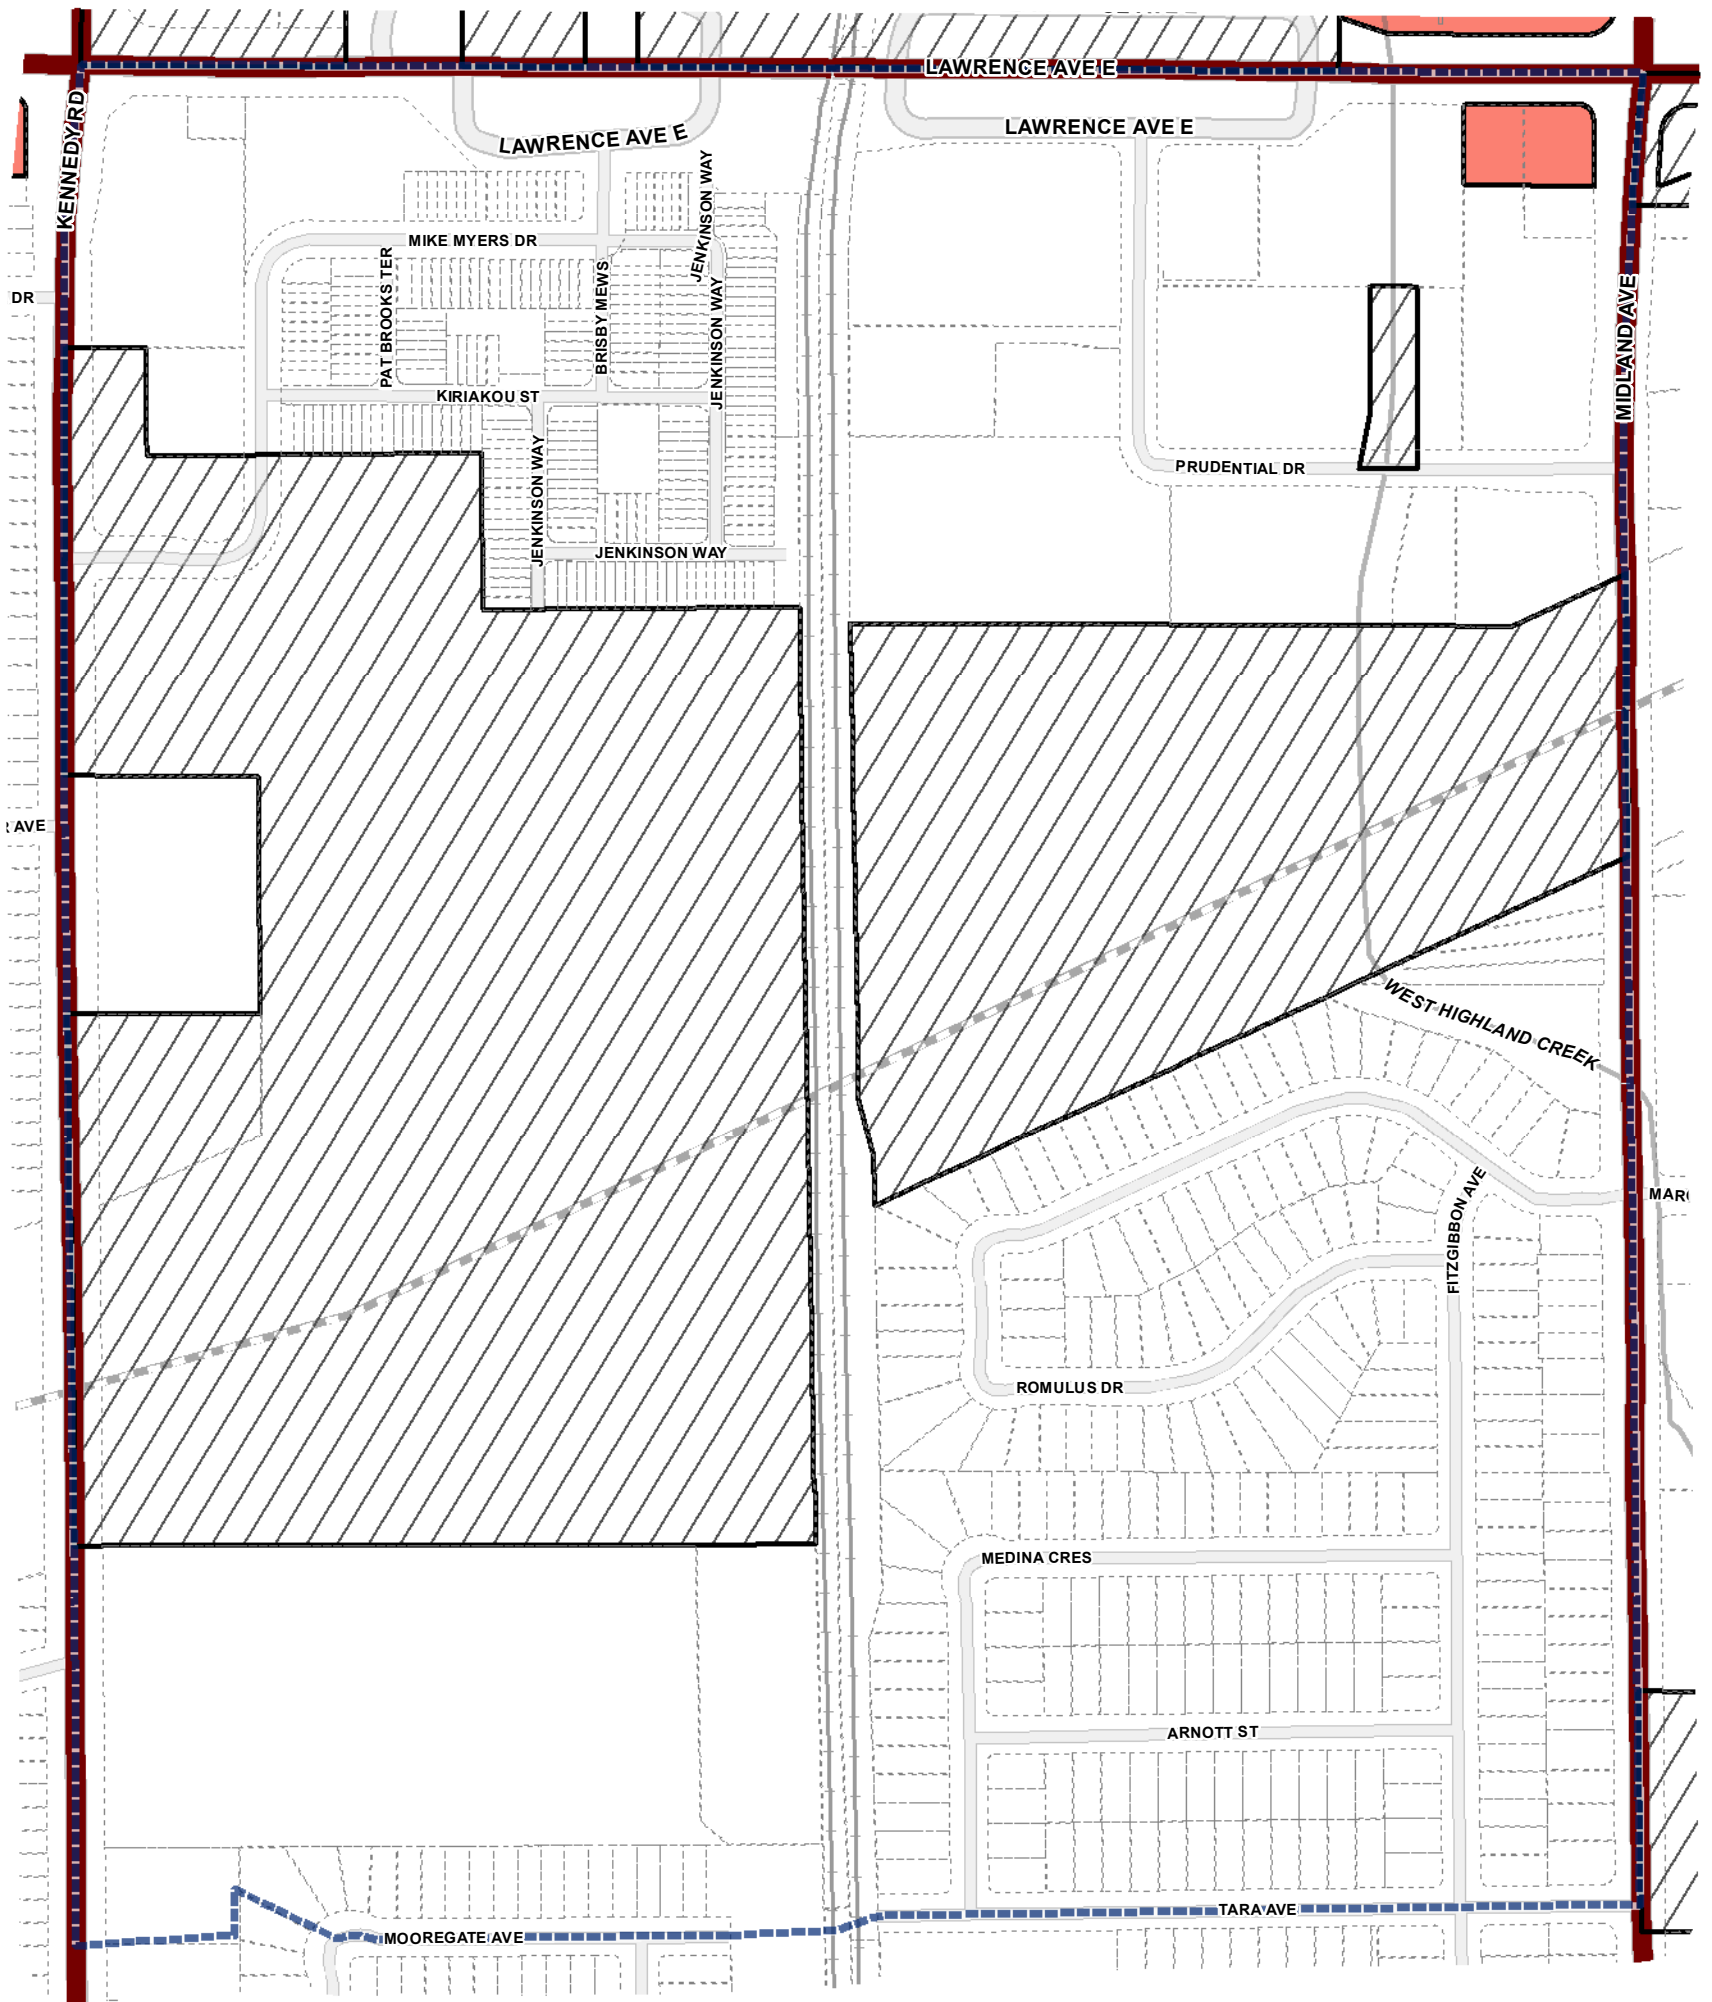 LAWRENCE AVE E
KENNEDY RD
LAWRENCE AVE E
LAWRENCE AVE E
JENKINSON WAY
MIKE MYERS DR
PAT BROOKS TER
BRISBY MEWS
JENKINSON WAY
MIDLAND AVE
DR
KIRIAKOU ST
PRUDENTIAL DR
JENKINSON WAY
JENKINSON WAY
AVE
WEST HIGHLAND CREEK
FITZGIBBON AVE
MARC
ROMULUS DR
MEDINA CRES
ARNOTT ST
TARA AVE
MOOREGATE AVE